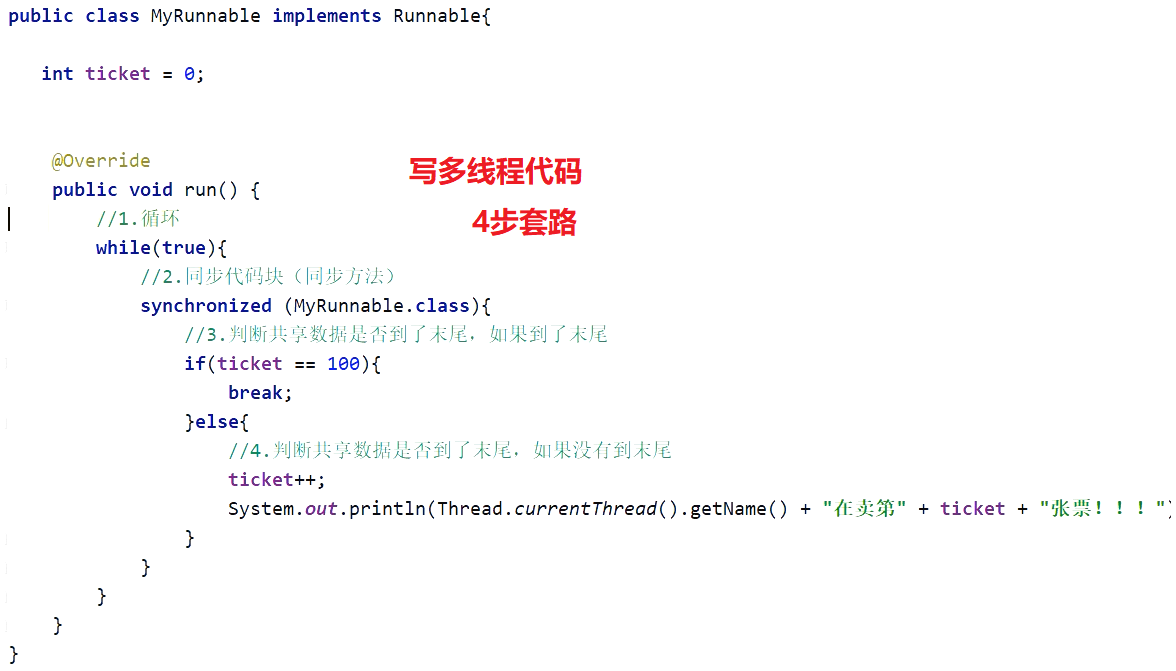 public class MyRunnable implements Runnable{
int ticket = 0;
@Override
写多线程代码
public void run() {
//1.循环
4步套路
while(true){
//2.同步代码块（同步方法）
synchronized (MyRunnable.class){
//3.判断共享数据是否到了末尾，如果到了末尾
if(ticket == 100){
break;
}else{
//4.判断共享数据是否到了末尾，如果没有到末尾
ticket++;
System.out.println(Thread.currentThread().getName() + "在卖第" + ticket + "张票！！！")
}
}
}
}
}